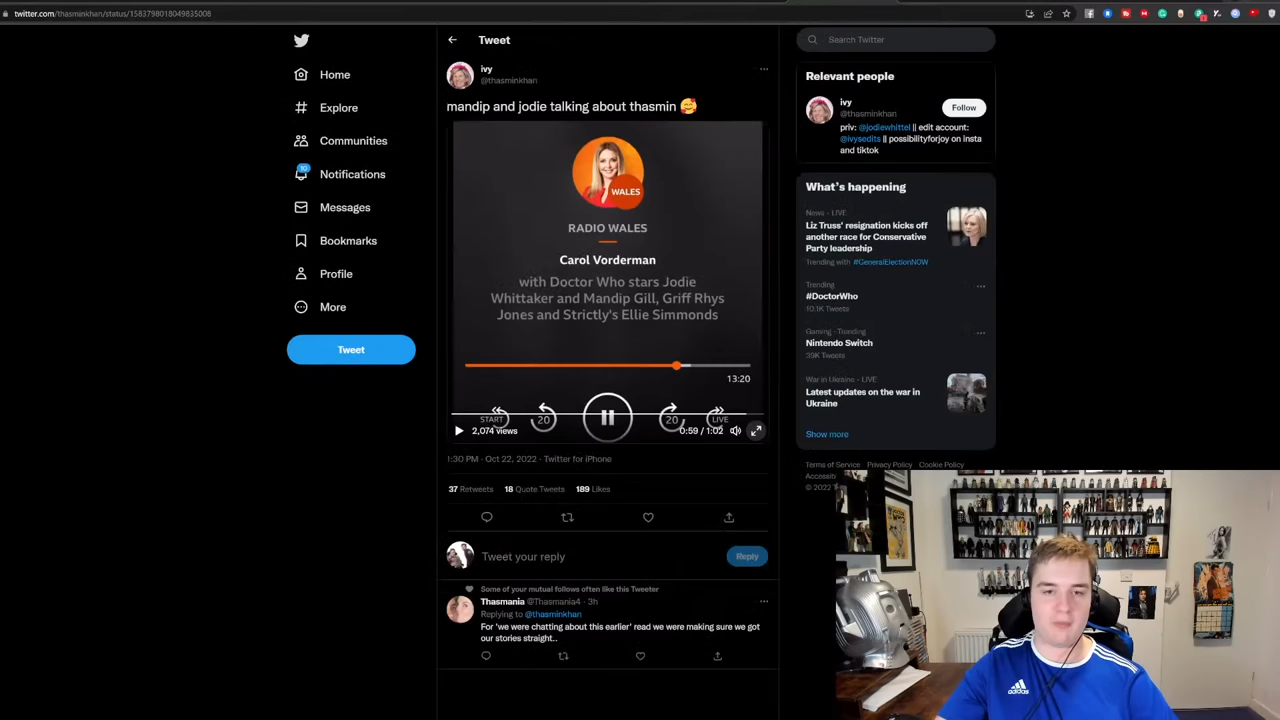 twitter.com/thasminkhan/status/1583798018049835008
Home
Explore
Communities
10
Notifications
Messages
Bookmarks
Profile
More
Tweet
Tweet
ivy
@thasminkhan
mandip and jodie talking about thasmin 🥰
WALES
RADIO WALES
Carol Vorderman
with Doctor Who stars Jodie
Whittaker and Mandip Gill, Griff Rhys
Jones and Strictly's Ellie Simmonds
13:20
START
20
20
LIVE
2,074 views
0:59 / 1:02
1:30 PM · Oct 22, 2022 · Twitter for iPhone
37 Retweets 18 Quote Tweets 189 Likes
Tweet your reply
Reply
Some of your mutual follows often like this Tweeter
Thasmania @Thasmania4 · 3h
Replying to @thasminkhan
For 'we were chatting about this earlier' read we were making sure we got
our stories straight..
Search Twitter
Relevant people
ivy
@thasminkhan
Follow
priv: @jodiewhittel || edit account:
@ivysedits || possibilityforjoy on insta
and tiktok
What's happening
News · LIVE
Liz Truss' resignation kicks off
another race for Conservative
Party leadership
Trending with #GeneralElectionN0W
Trending
#DoctorWho
10.1K Tweets
Gaming · Trending
Nintendo Switch
39K Tweets
War in Ukraine · LIVE
Latest updates on the war in
Ukraine
Show more
Terms of Service Privacy Policy Cookie Policy
© 2022
adidas